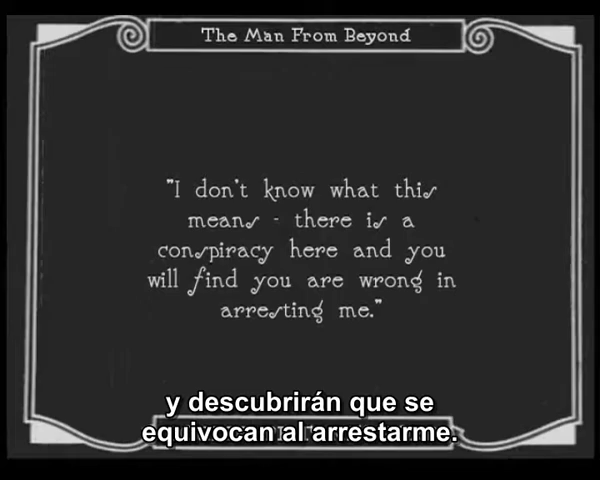 The Man From Beyond
"I don't know what this
means - there is a
conspiracy here and you
will find you are wrong in
arresting me."
y descubrirán que se
equivocan al arrestarme.